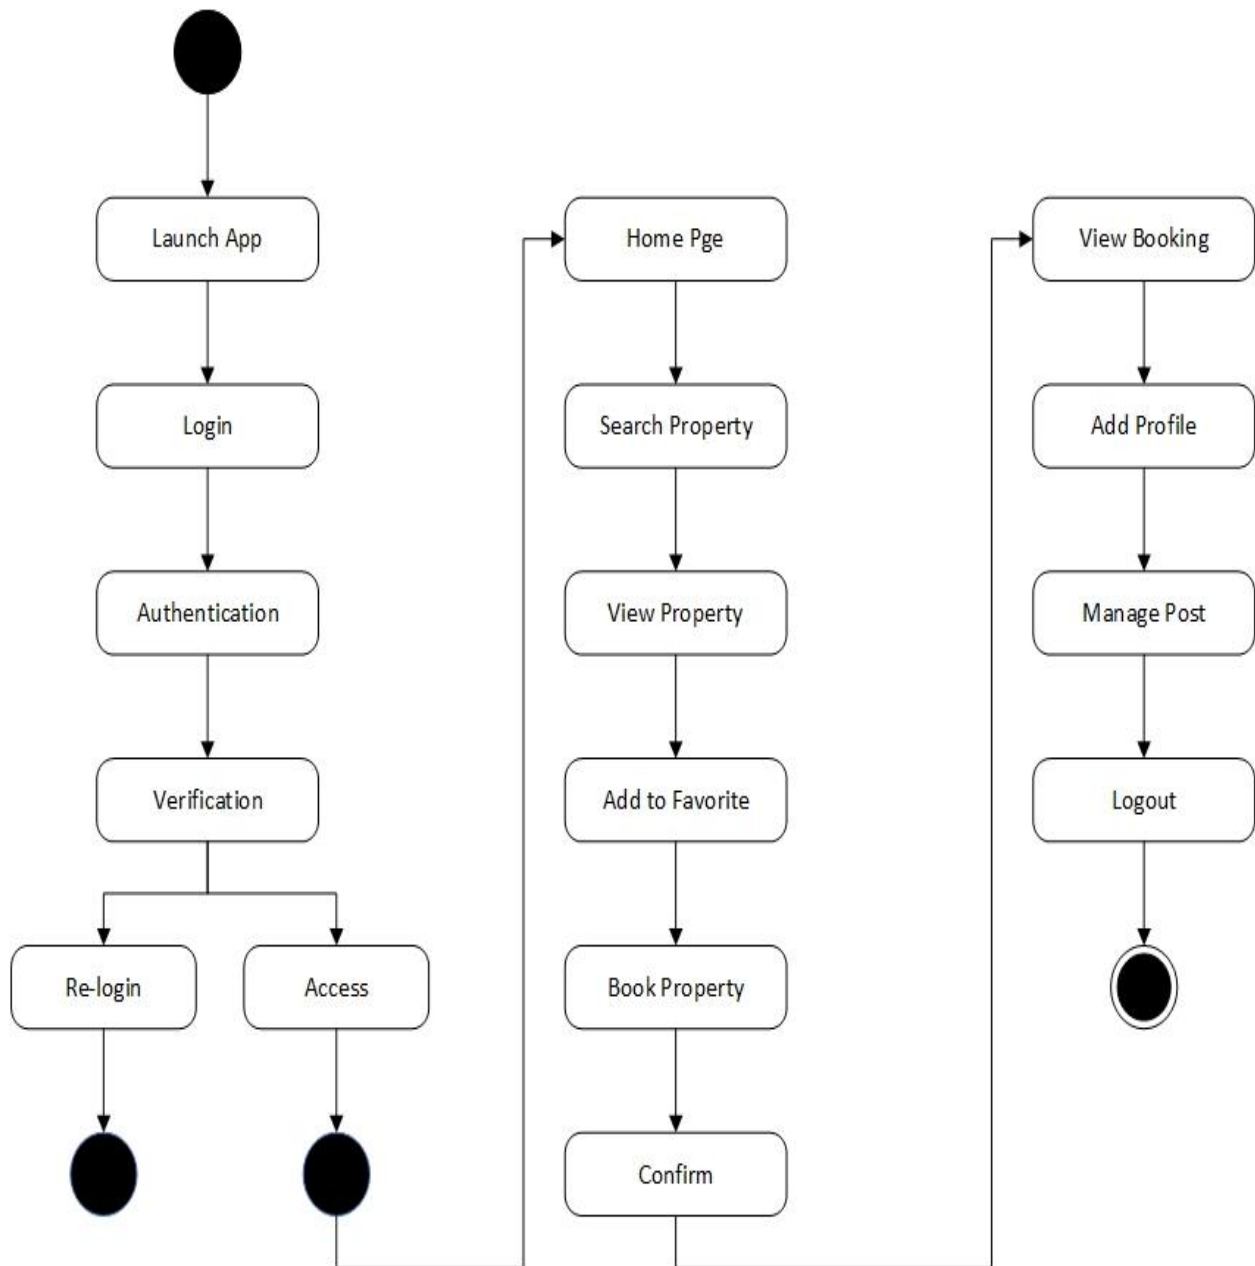 Launch App
Login
Authentication
Verification
Re-login
Access
Home Pge
Search Property
View Property
Add to Favorite
Book Property
Confirm
View Booking
Add Profile
Manage Post
Logout